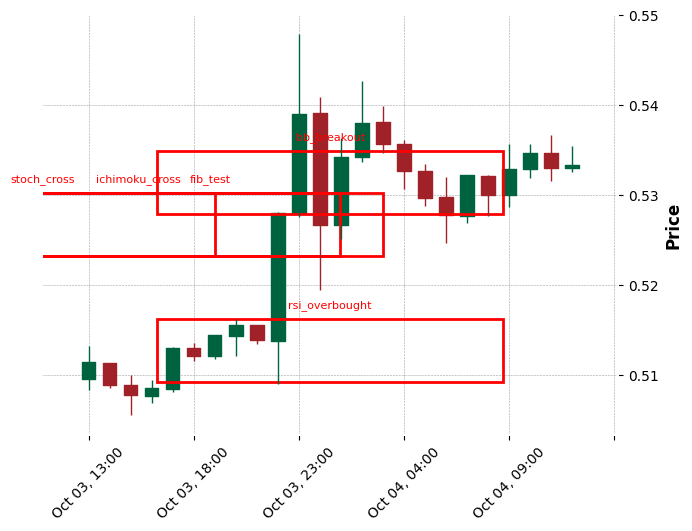 0.55
0.54
bb_breakout
stoch_cross ichimoku_cross fib_test
0.53
Price
0.52
rsi_overbought
0.51
Oct 03, 13:00
Oct 03, 18:00
Oct 03, 23:00
Oct 04, 04:00
Oct 04, 09:00